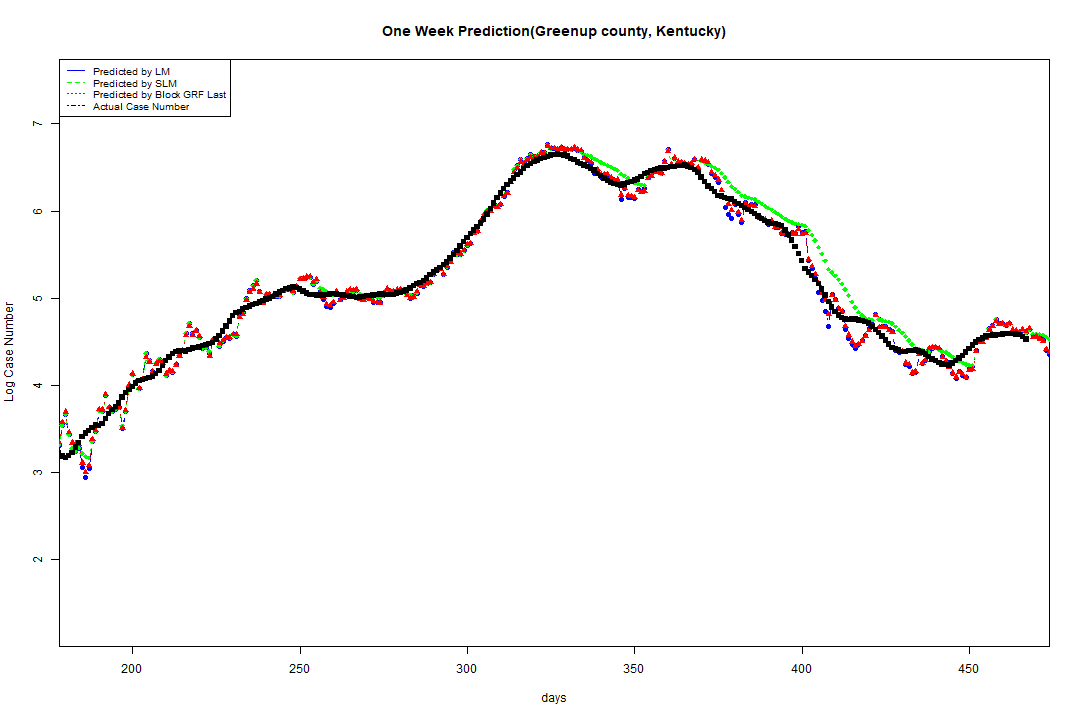 One Week Prediction(Greenup county, Kentucky)
Predicted by LM
Predicted by SLM
Predicted by Block GRF Last
Actual Case Number
7
6
5
4
3
2
Log Case Number
200 250 300 350 400 450
days